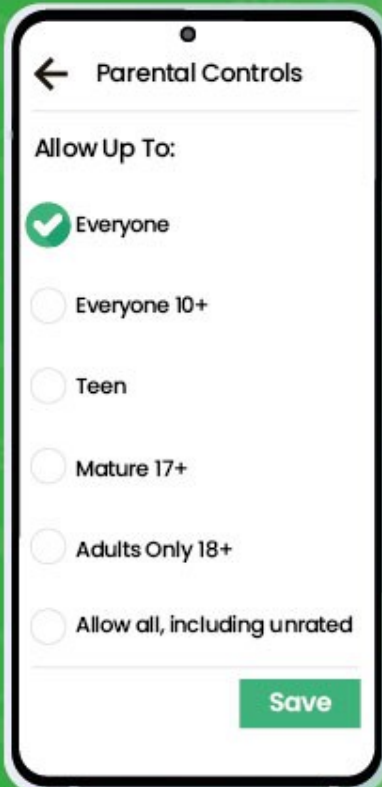 Parental Controls
Allow Up To:
Everyone
Everyone 10+
Teen
Mature 17+
Adults Only 18+
Allow all, including unrated
Save